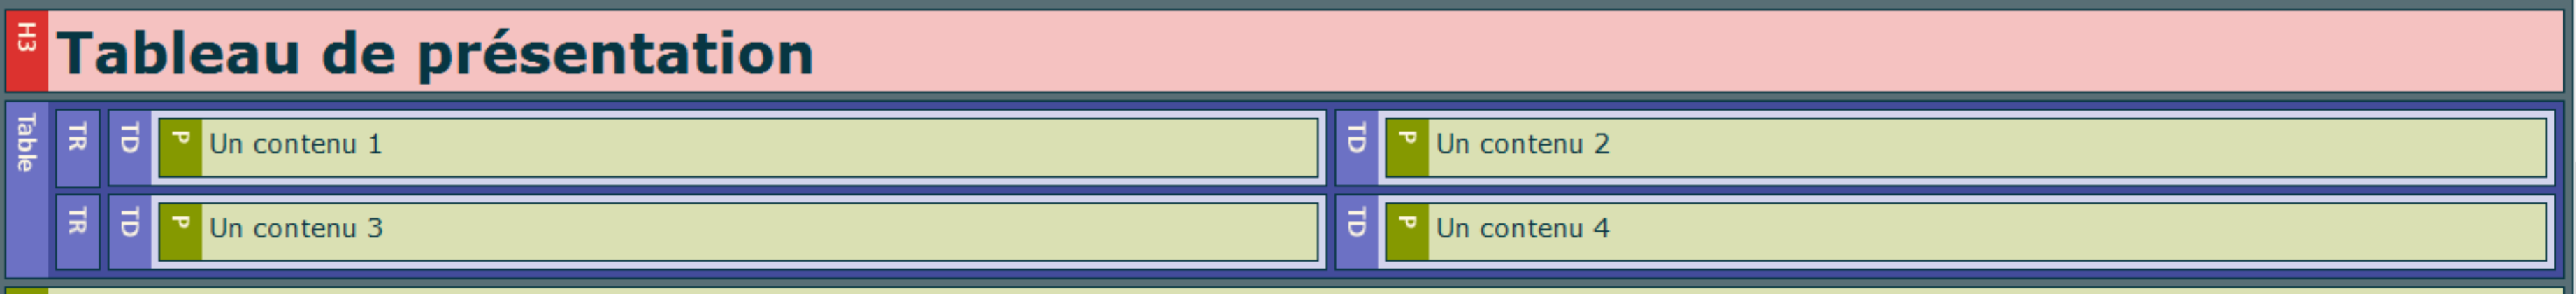 H3 Tableau de présentation
Table TR TD P Un contenu 1 TD P Un contenu 2
TR TD P Un contenu 3 TD P Un contenu 4